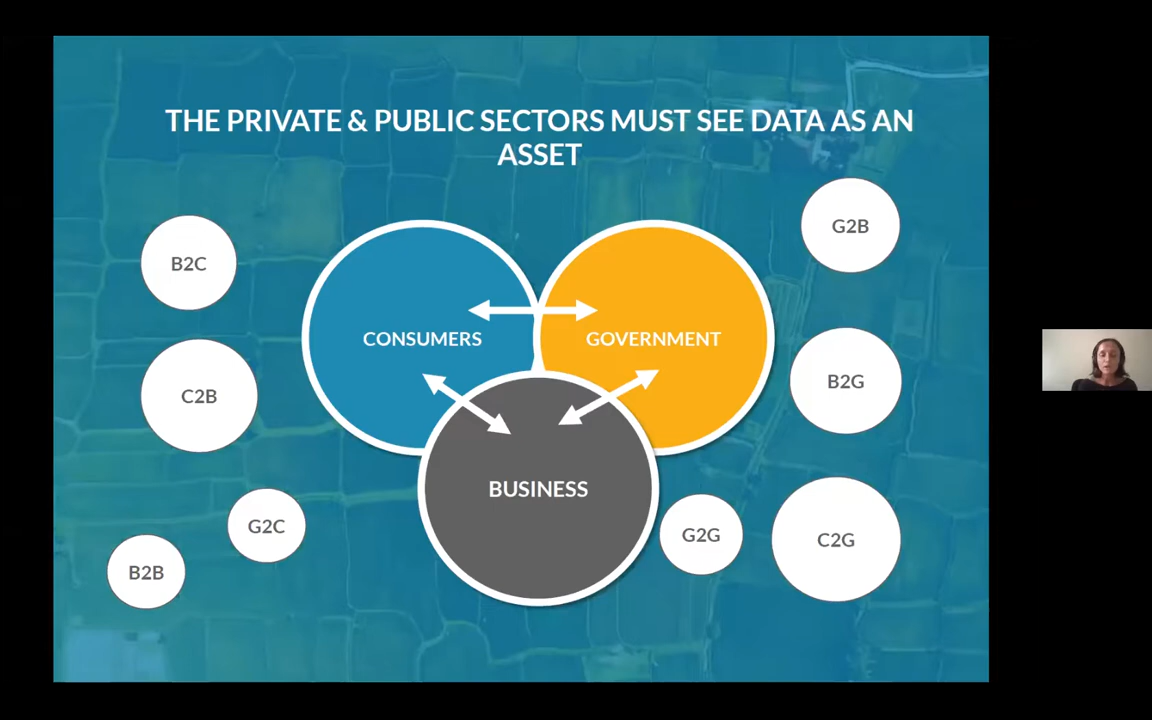 THE PRIVATE & PUBLIC SECTORS MUST SEE DATA AS AN
ASSET
G2B
B2C
CONSUMERS
GOVERNMENT
B2G
C2B
BUSINESS
G2C
G2G
C2G
B2B